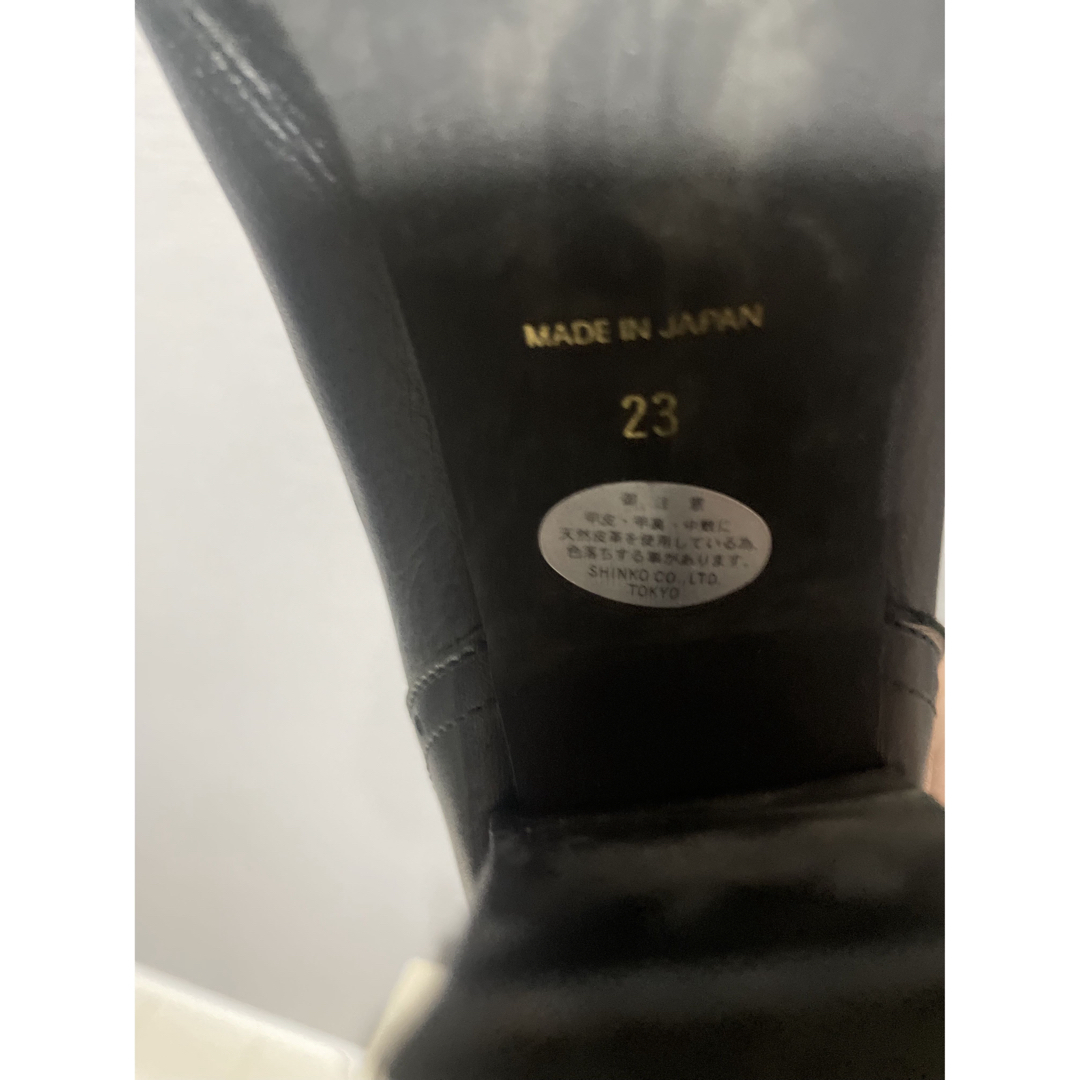 MADE IN JAPAN
23
御 注 意
甲皮・甲裏・中敷に
天然皮革を使用している為、
色落ちする事があります。
SHINKO CO.,LTD.
TOKYO